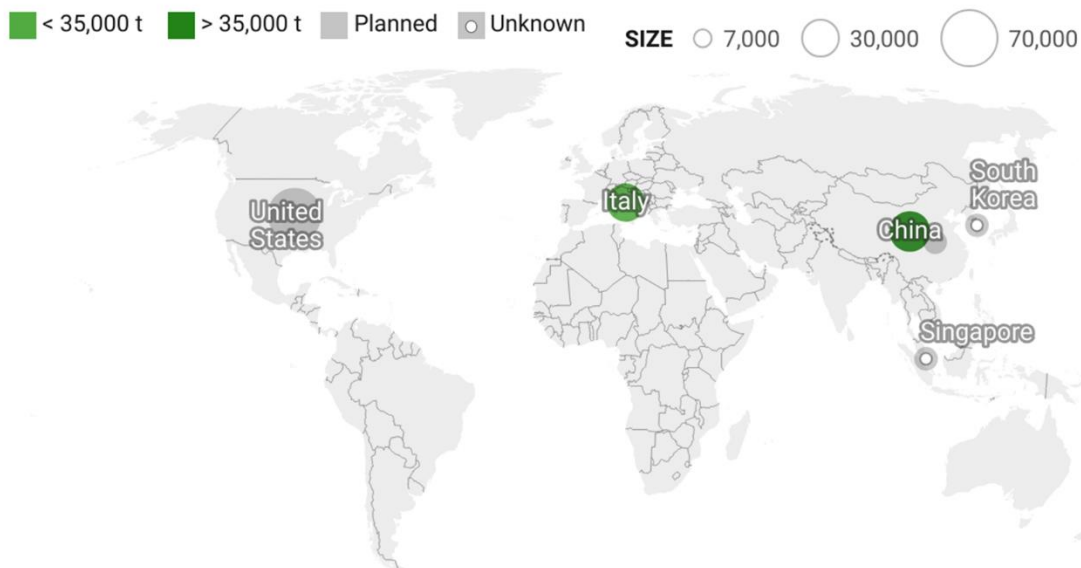 < 35,000 t > 35,000 t Planned Unknown SIZE 7,000 30,000 70,000
South
Korea
United
States
Italy
China
Singapore